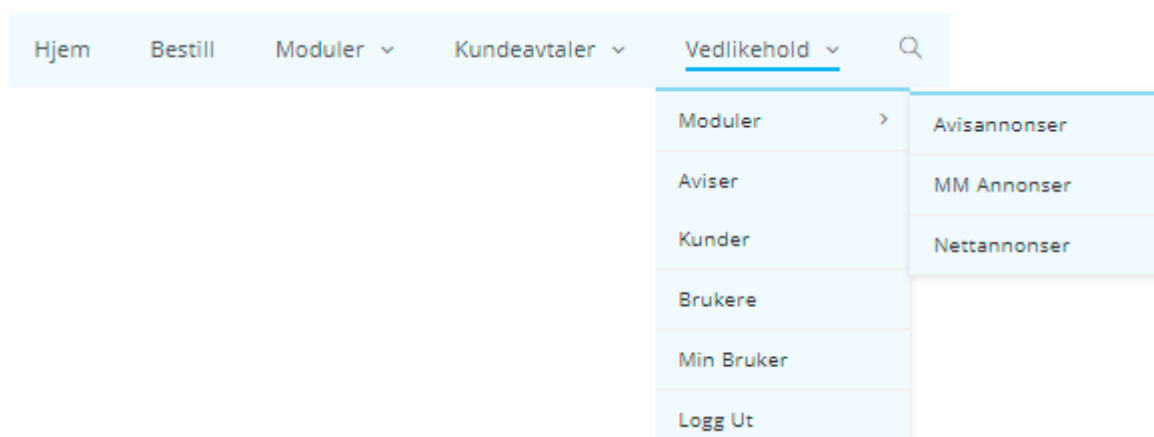 Hjem Bestill Moduler Kundeavtaler Vedlikehold
Moduler
Avisannonser
Aviser
MM Annonser
Kunder
Nettannonser
Brukere
Min Bruker
Logg Ut